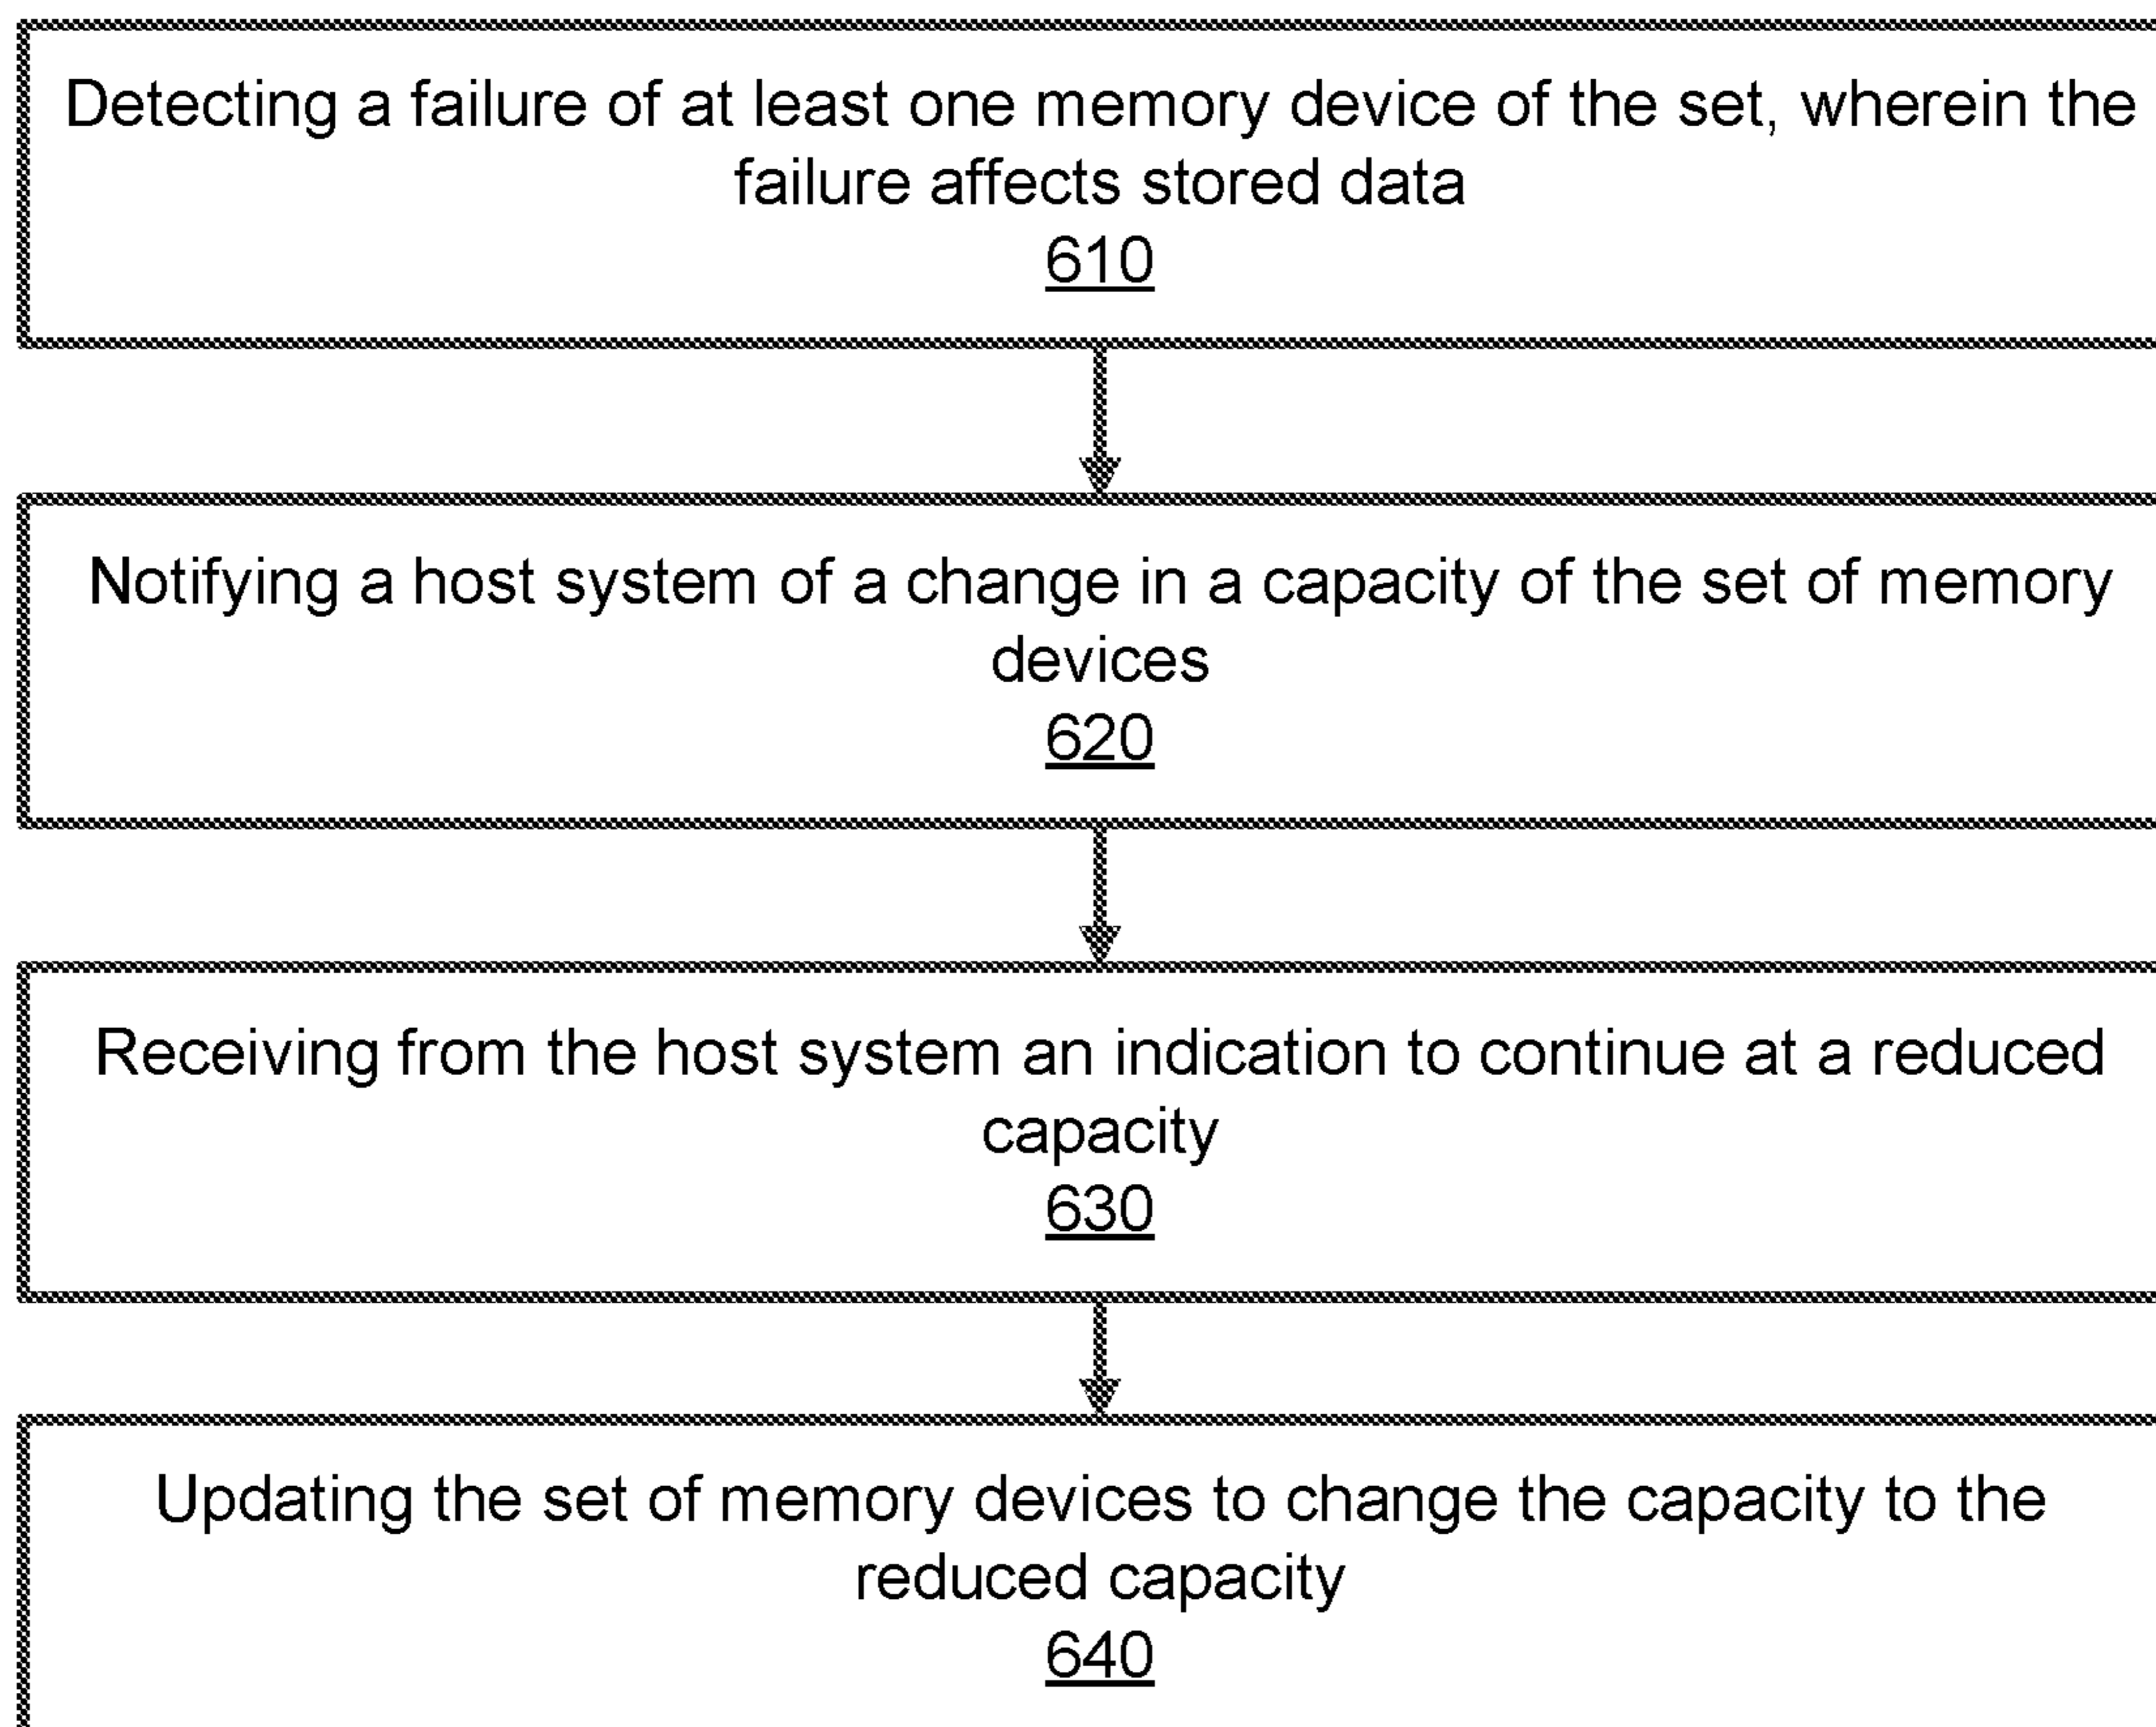 Detecting a failure of at least one memory device of the set, wherein the
failure affects stored data
610
Notifying a host system of a change in a capacity of the set of memory
devices
620
Receiving from the host system an indication to continue at a reduced
capacity
630
Updating the set of memory devices to change the capacity to the
reduced capacity
640